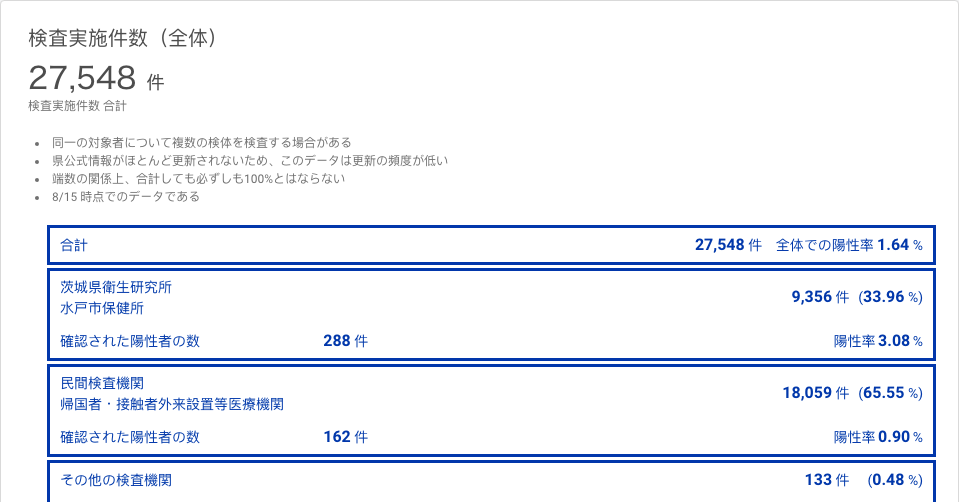 検査実施件数（全体）
27,548 件
検査実施件数 合計
同一の対象者について複数の検体を検査する場合がある
県公式情報がほとんど更新されないため、このデータは更新の頻度が低い
端数の関係上、合計しても必ずしも100%とはならない
8/15 時点でのデータである
合計 27,548 件 全体での陽性率 1.64 %
茨城県衛生研究所
水戸市保健所
9,356 件 (33.96 %)
確認された陽性者の数 288 件 陽性率 3.08 %
民間検査機関
帰国者・接触者外来設置等医療機関
18,059 件 (65.55 %)
確認された陽性者の数 162 件 陽性率 0.90 %
その他の検査機関 133 件 (0.48 %)